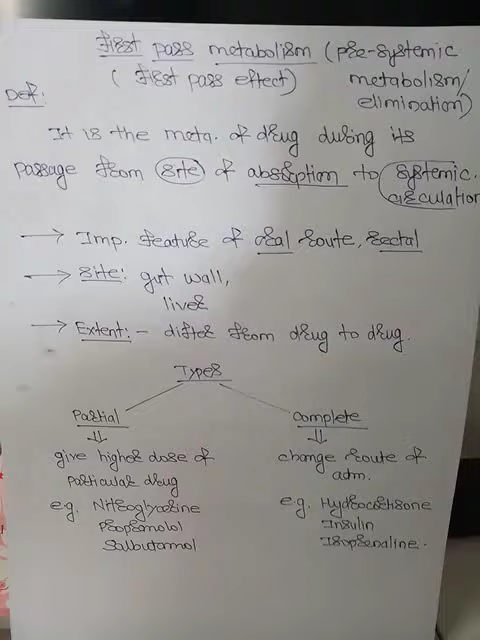 First pass metabolism (pre-systemic
( First pass effect) metabolism/
elimination)
Def:
It is the meta. of drug during its
passage from site of absorption to systemic.
circulation
→ Imp. feature of oral route, rectal
→ Site: gut wall,
liver
→ Extent: - differ from drug to drug.
Types
Partial
⇓
give higher dose of
particular drug
e.g. Nitroglycerine
Propranolol
Salbutamol
Complete
⇓
change route of
adm.
e.g. Hydrocortisone
Insulin
Isoprenaline.